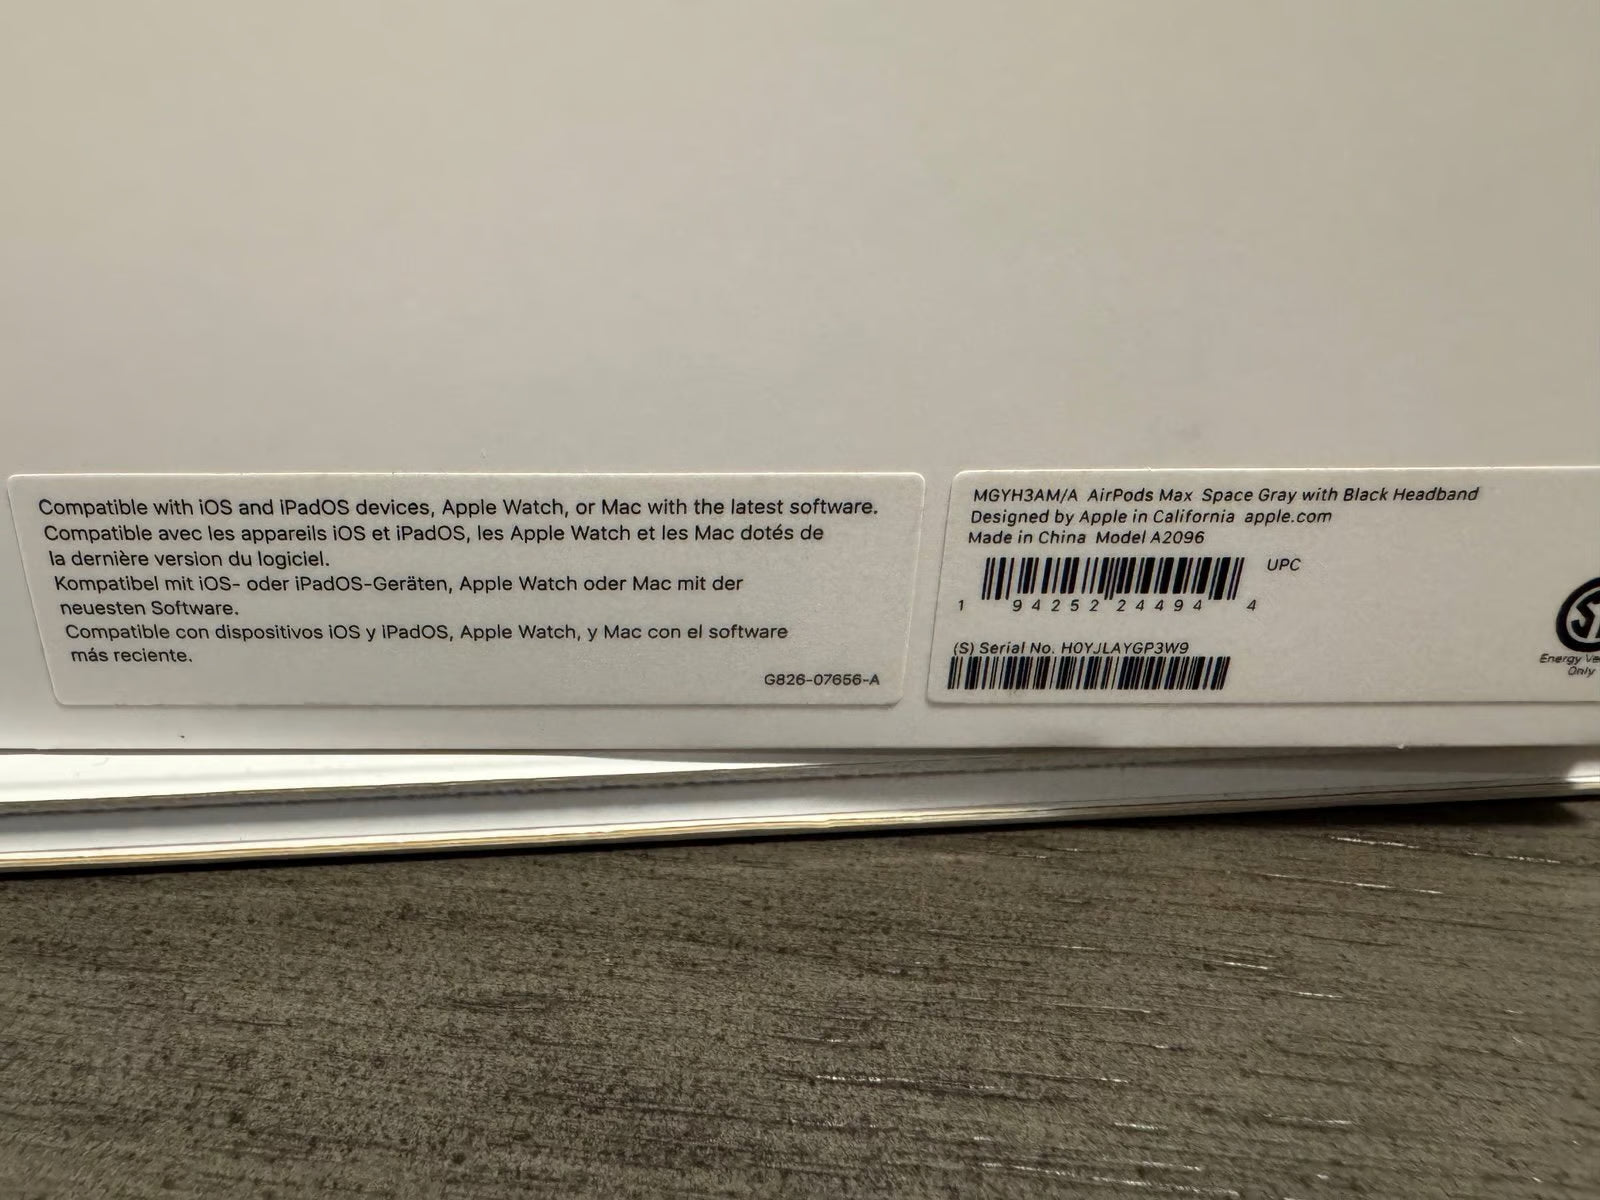 Compatible with iOS and iPadOS devices, Apple Watch, or Mac with the latest software.
Compatible avec les appareils iOS et iPadOS, les Apple Watch et les Mac dotés de
la dernière version du logiciel.
Kompatibel mit iOS- oder iPadOS-Geräten, Apple Watch oder Mac mit der
neuesten Software.
Compatible con dispositivos iOS y iPadOS, Apple Watch, y Mac con el software
más reciente.
G826-07656-A
MGYH3AM/A AirPods Max Space Gray with Black Headband
Designed by Apple in California apple.com
Made in China Model A2096
UPC
1 94252 24494 4
(S) Serial No. H0YJLAYGP3W9
Energy Ve
Only